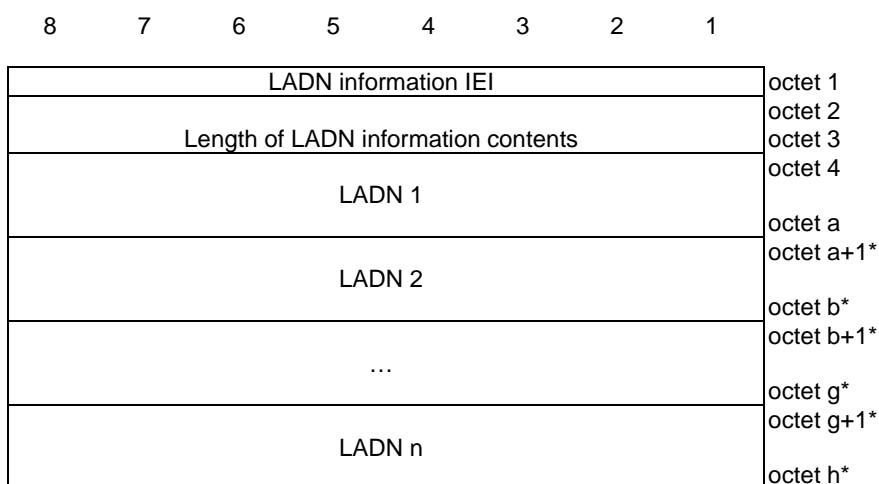 8 7 6 5 4 3 2 1
LADN information IEI octet 1
octet 2
Length of LADN information contents octet 3
octet 4
LADN 1
octet a
octet a+1*
LADN 2
octet b*
octet b+1*
…
octet g*
octet g+1*
LADN n
octet h*